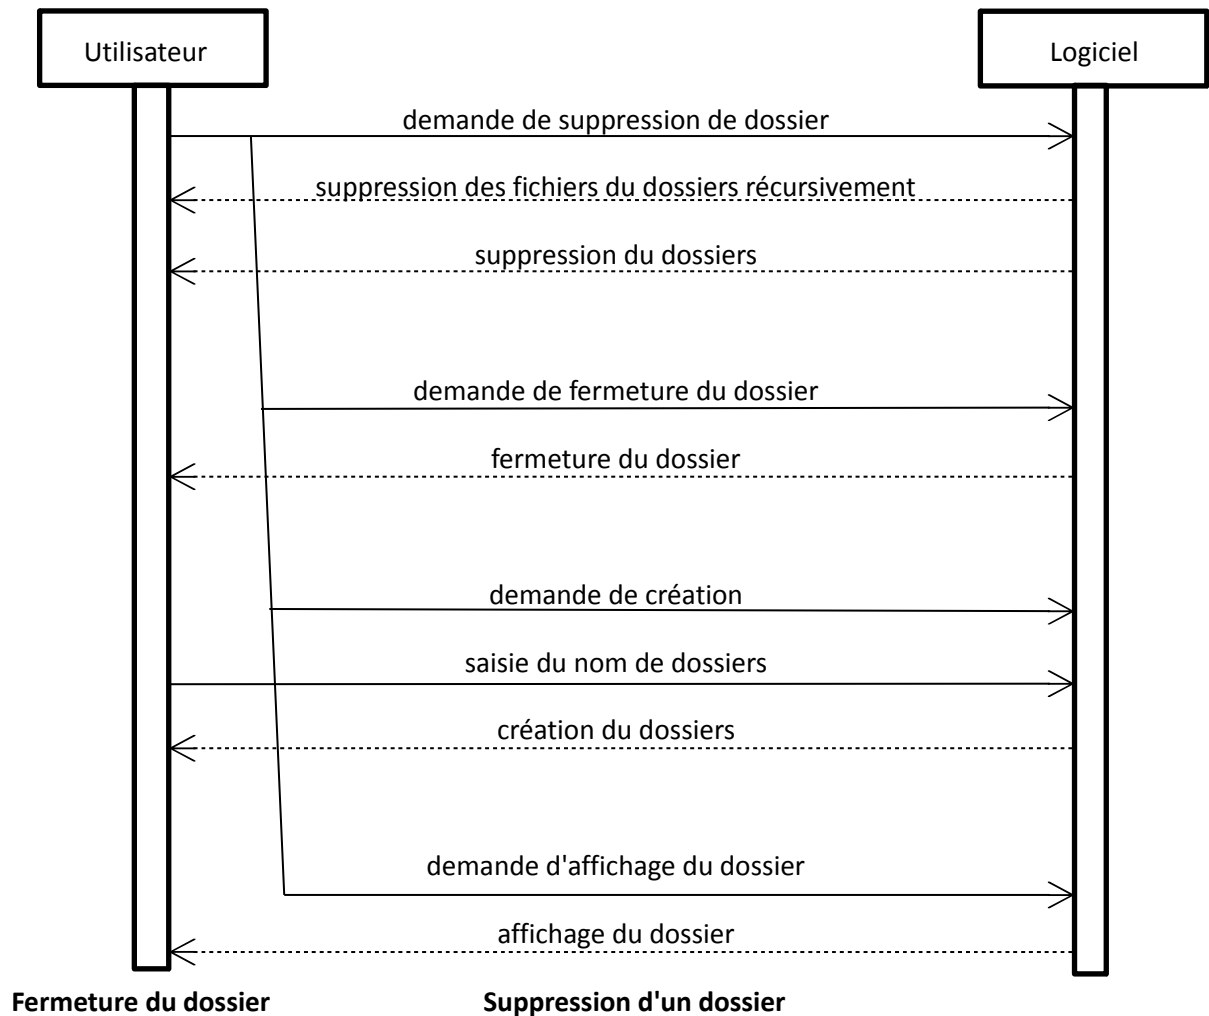 Utilisateur
Logiciel
demande de suppression de dossier
suppression des fichiers du dossiers récursivement
suppression du dossiers
demande de fermeture du dossier
fermeture du dossier
demande de création
saisie du nom de dossiers
création du dossiers
demande d'affichage du dossier
affichage du dossier
Fermeture du dossier
Suppression d'un dossier